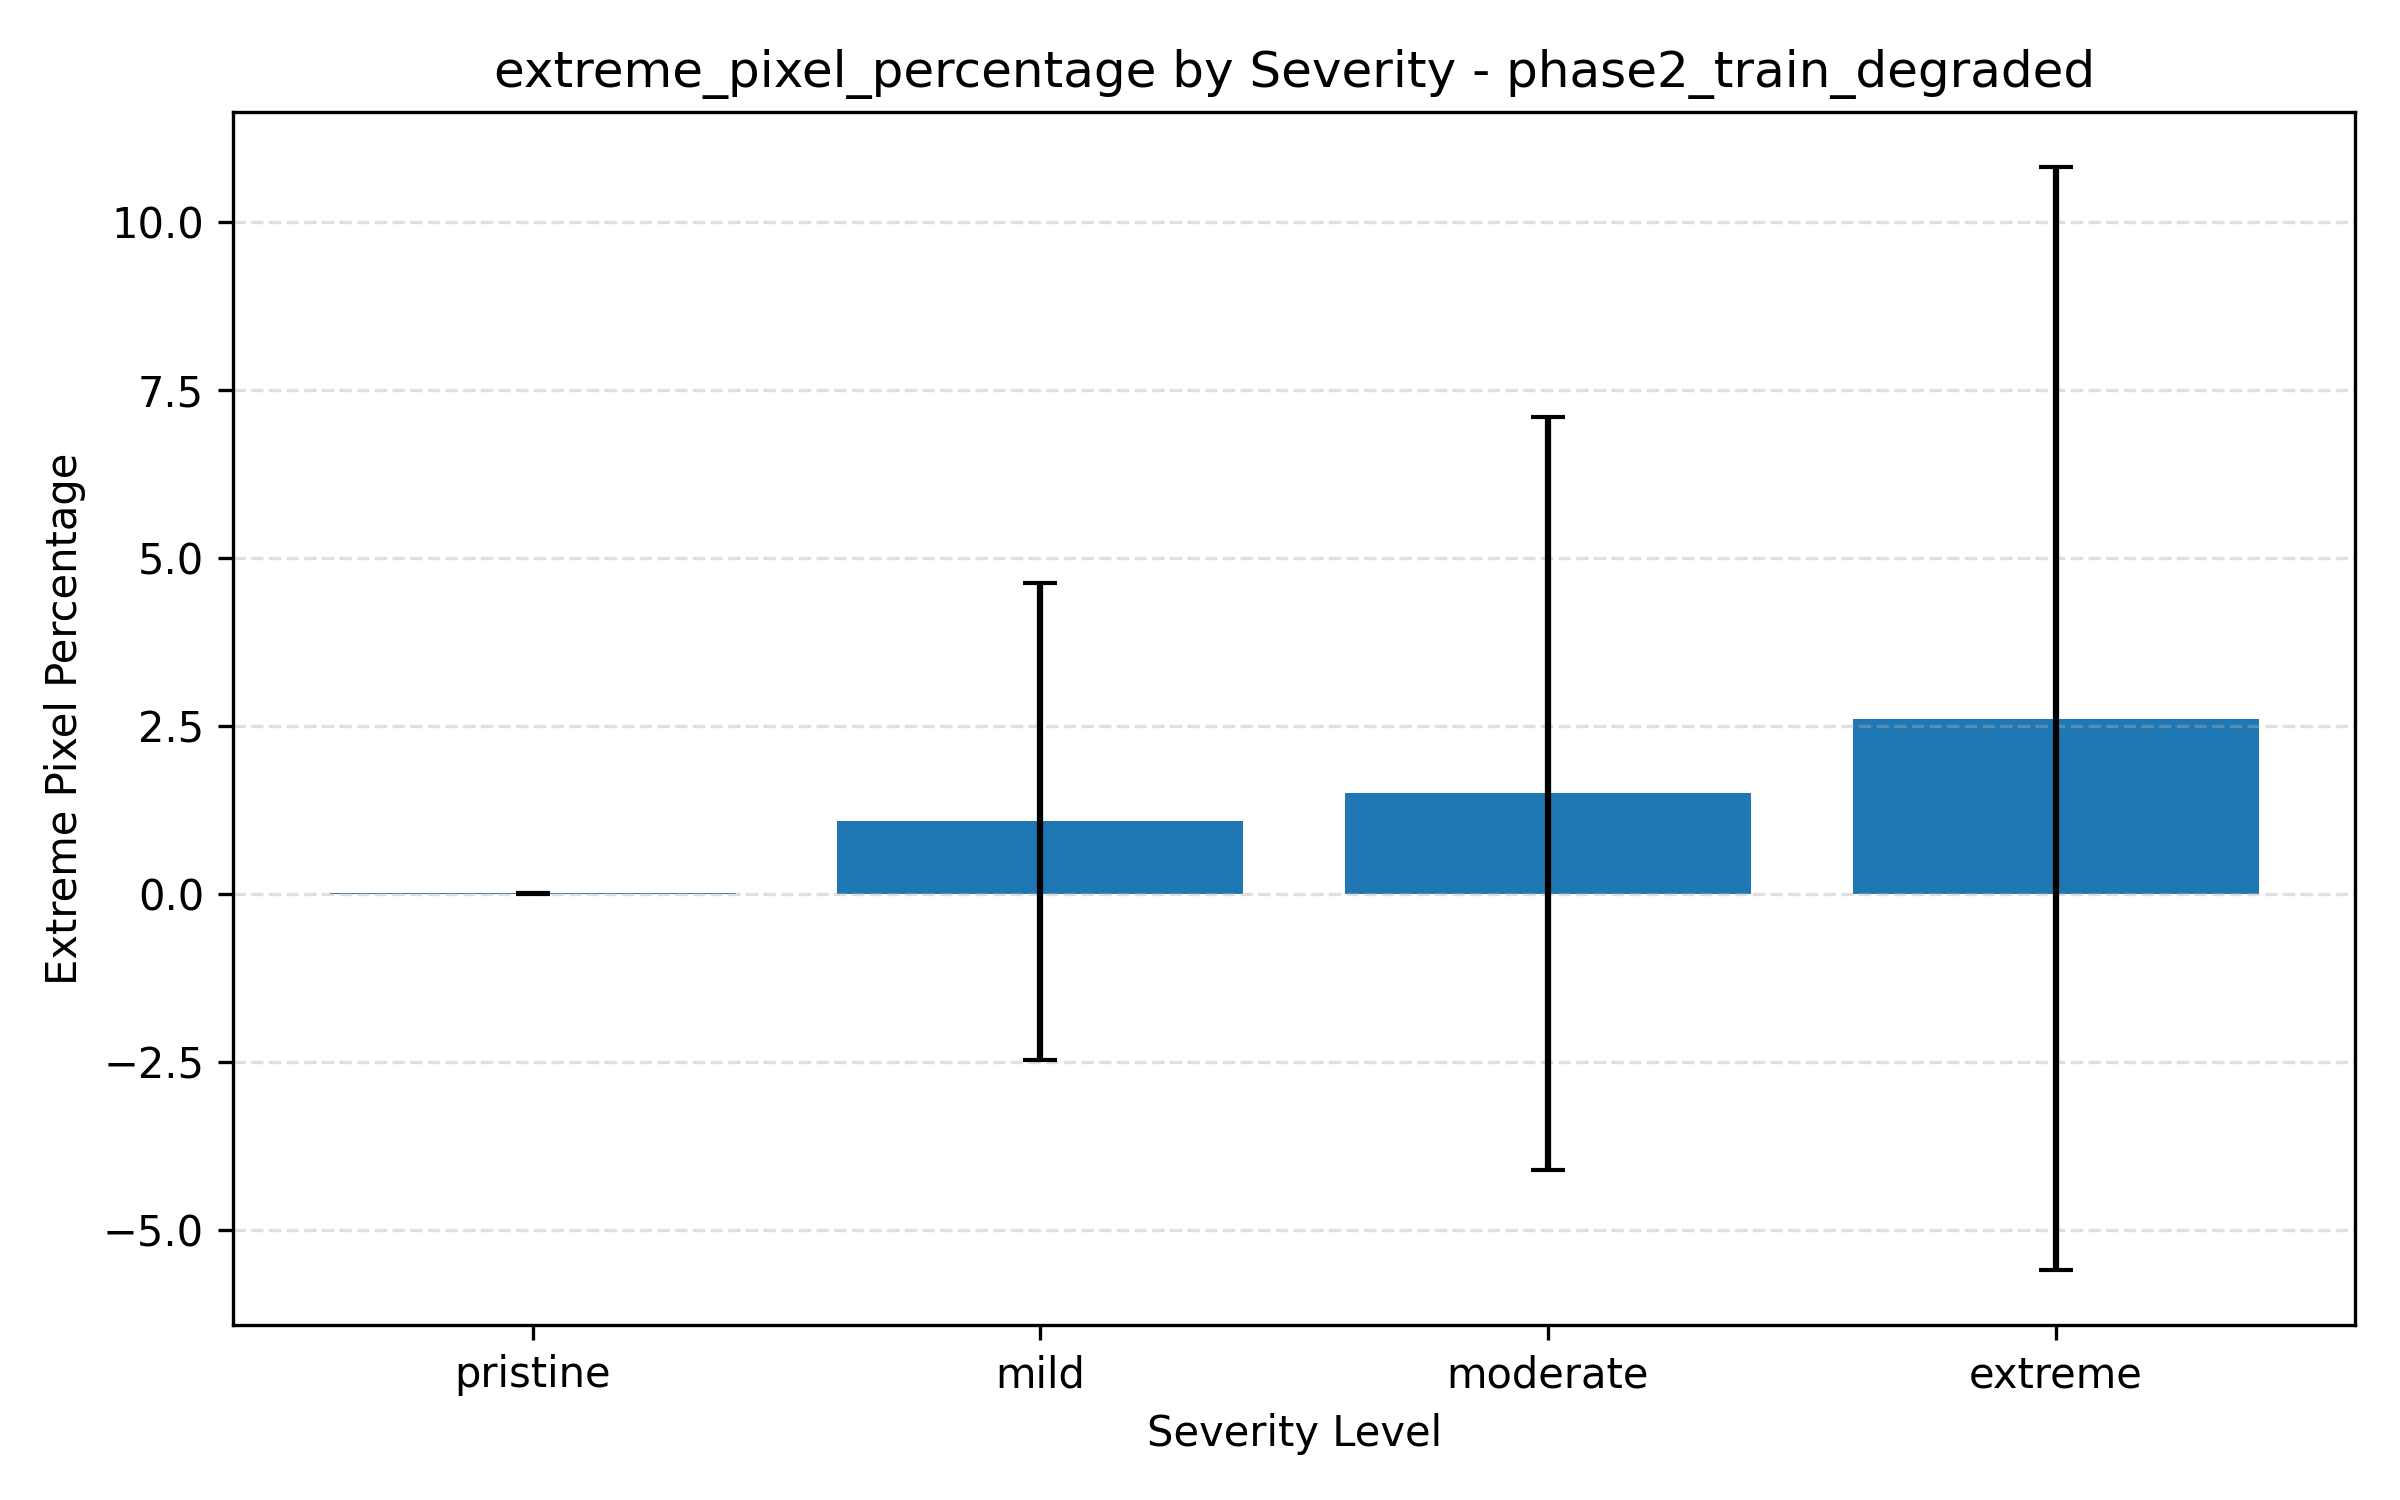 extreme_pixel_percentage by Severity - phase2_train_degraded
Extreme Pixel Percentage
10.0
7.5
5.0
2.5
0.0
−2.5
−5.0
pristine
mild
moderate
extreme
Severity Level